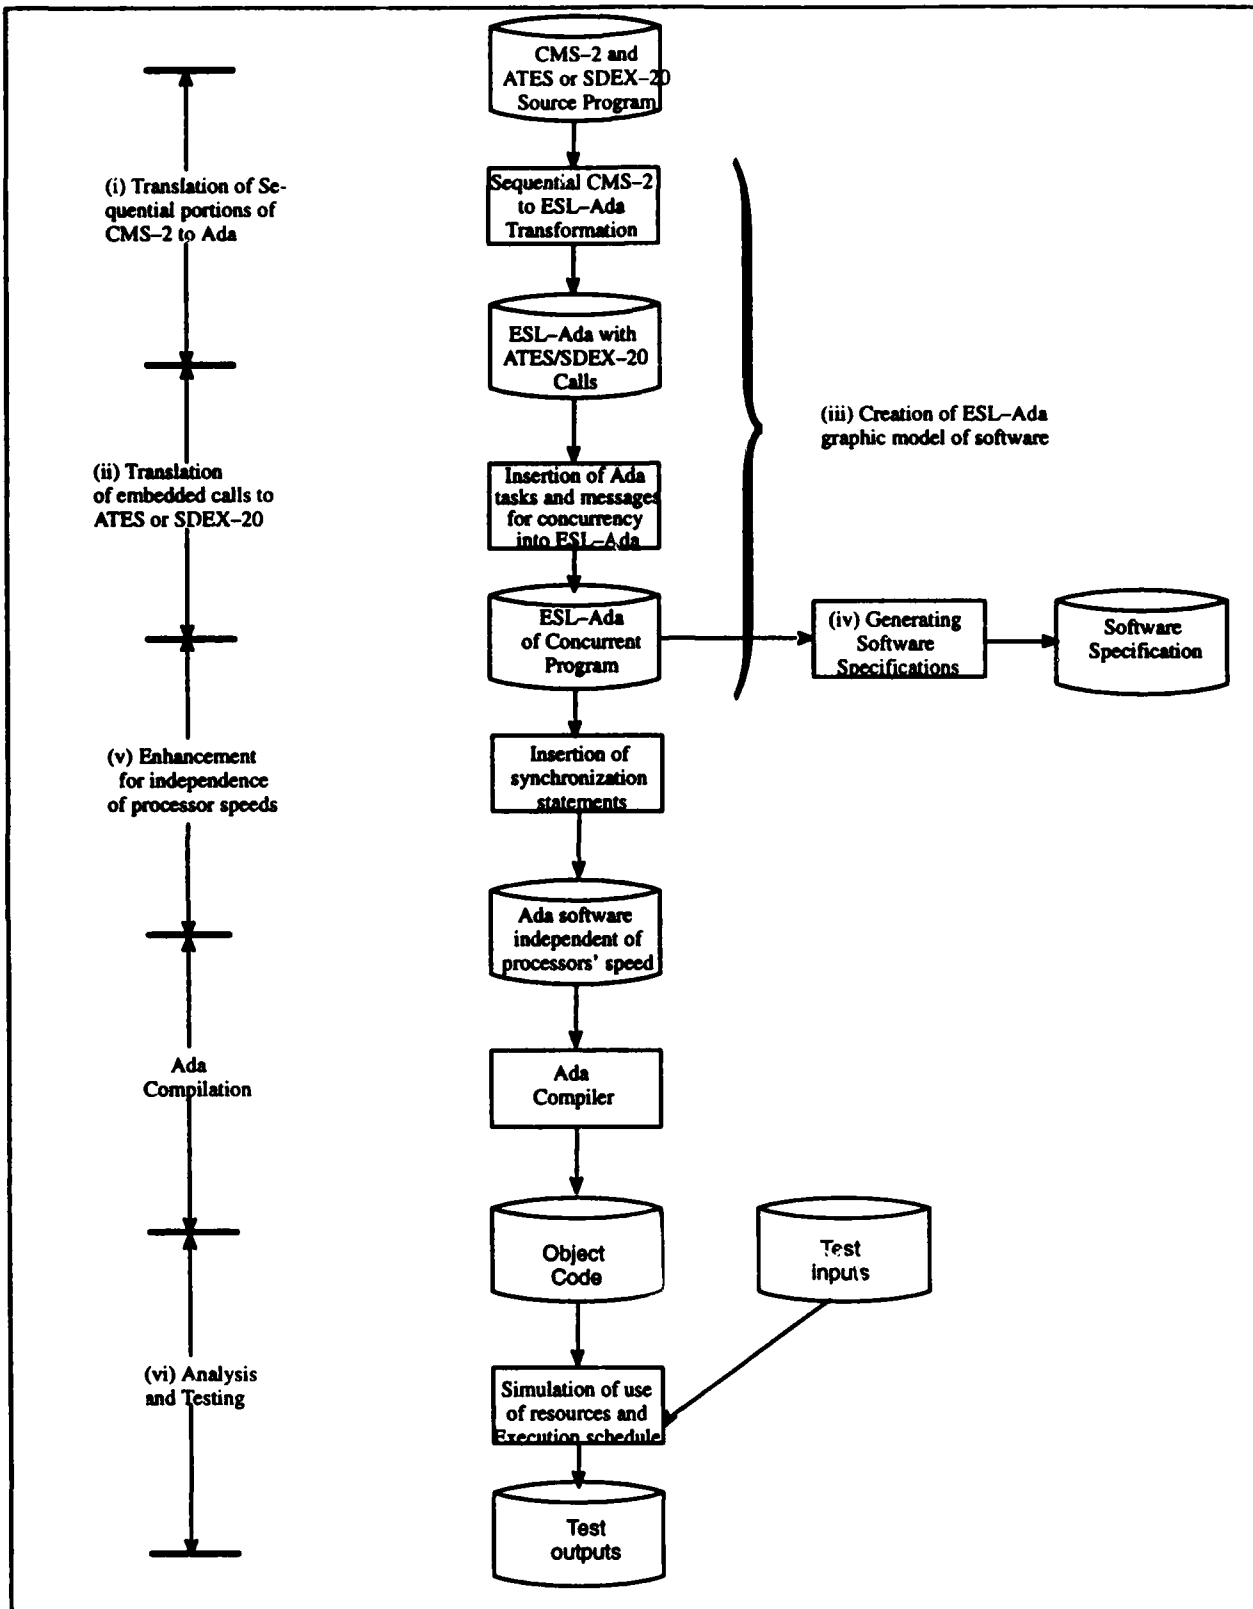 CMS–2 and
ATES or SDEX–20
Source Program
(i) Translation of Se-
quential portions of
CMS–2 to Ada
Sequential CMS–2
to ESL–Ada
Transformation
ESL–Ada with
ATES/SDEX–20
Calls
(iii) Creation of ESL–Ada
graphic model of software
(ii) Translation
of embedded calls to
ATES or SDEX–20
Insertion of Ada
tasks and messages
for concurrency
into ESL–Ada
ESL–Ada
of Concurrent
Program
(iv) Generating
Software
Specifications
Software
Specification
(v) Enhancement
for independence
of processor speeds
Insertion of
synchronization
statements
Ada software
independent of
processors' speed
Ada
Compilation
Ada
Compiler
Object
Code
Test
inputs
(vi) Analysis
and Testing
Simulation of use
of resources and
Execution schedule
Test
outputs